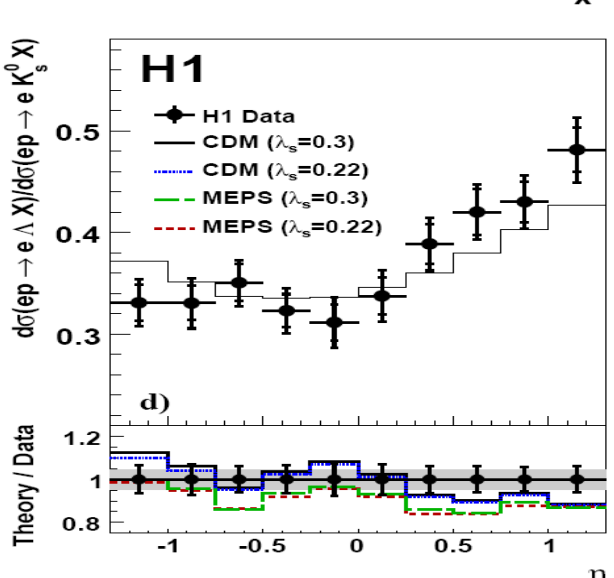 x
dσ(ep → e Λ X)/dσ(ep → e K⁰ₛ X)
H1
H1 Data
CDM (λₛ=0.3)
CDM (λₛ=0.22)
MEPS (λₛ=0.3)
MEPS (λₛ=0.22)
0.5
0.4
0.3
d)
Theory / Data
1.2
1
0.8
-1 -0.5 0 0.5 1
η